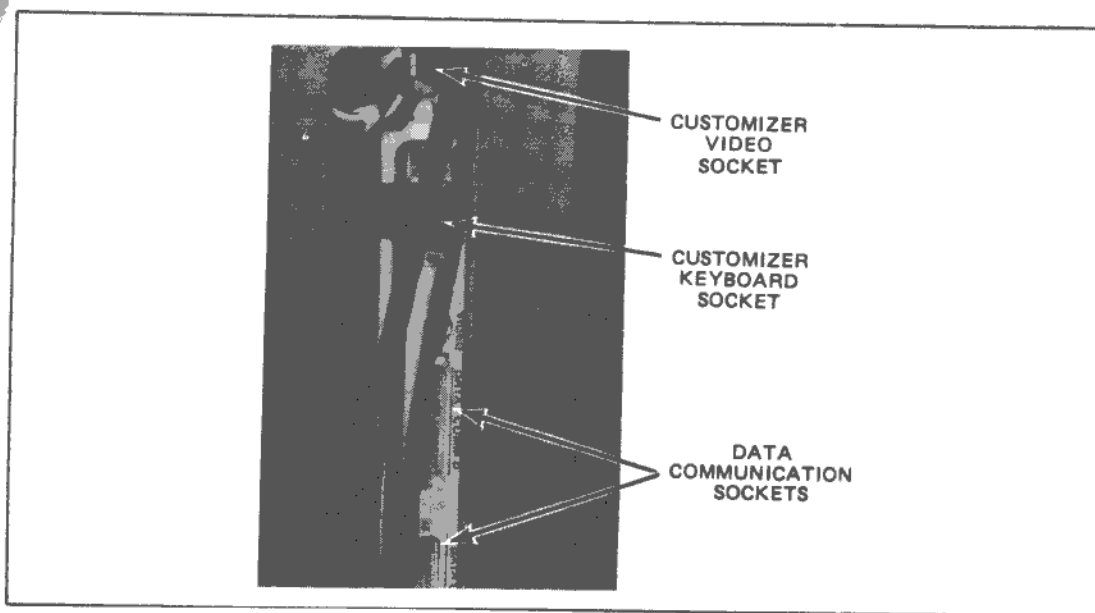 CUSTOMIZER
VIDEO
SOCKET
CUSTOMIZER
KEYBOARD
SOCKET
DATA
COMMUNICATION
SOCKETS